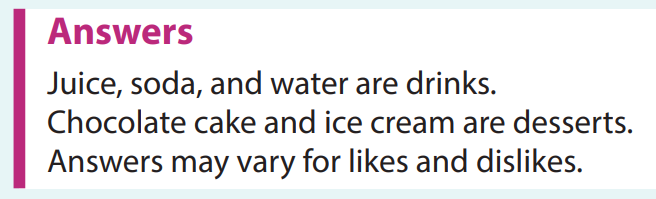 Answers
Juice, soda, and water are drinks.
Chocolate cake and ice cream are desserts.
Answers may vary for likes and dislikes.